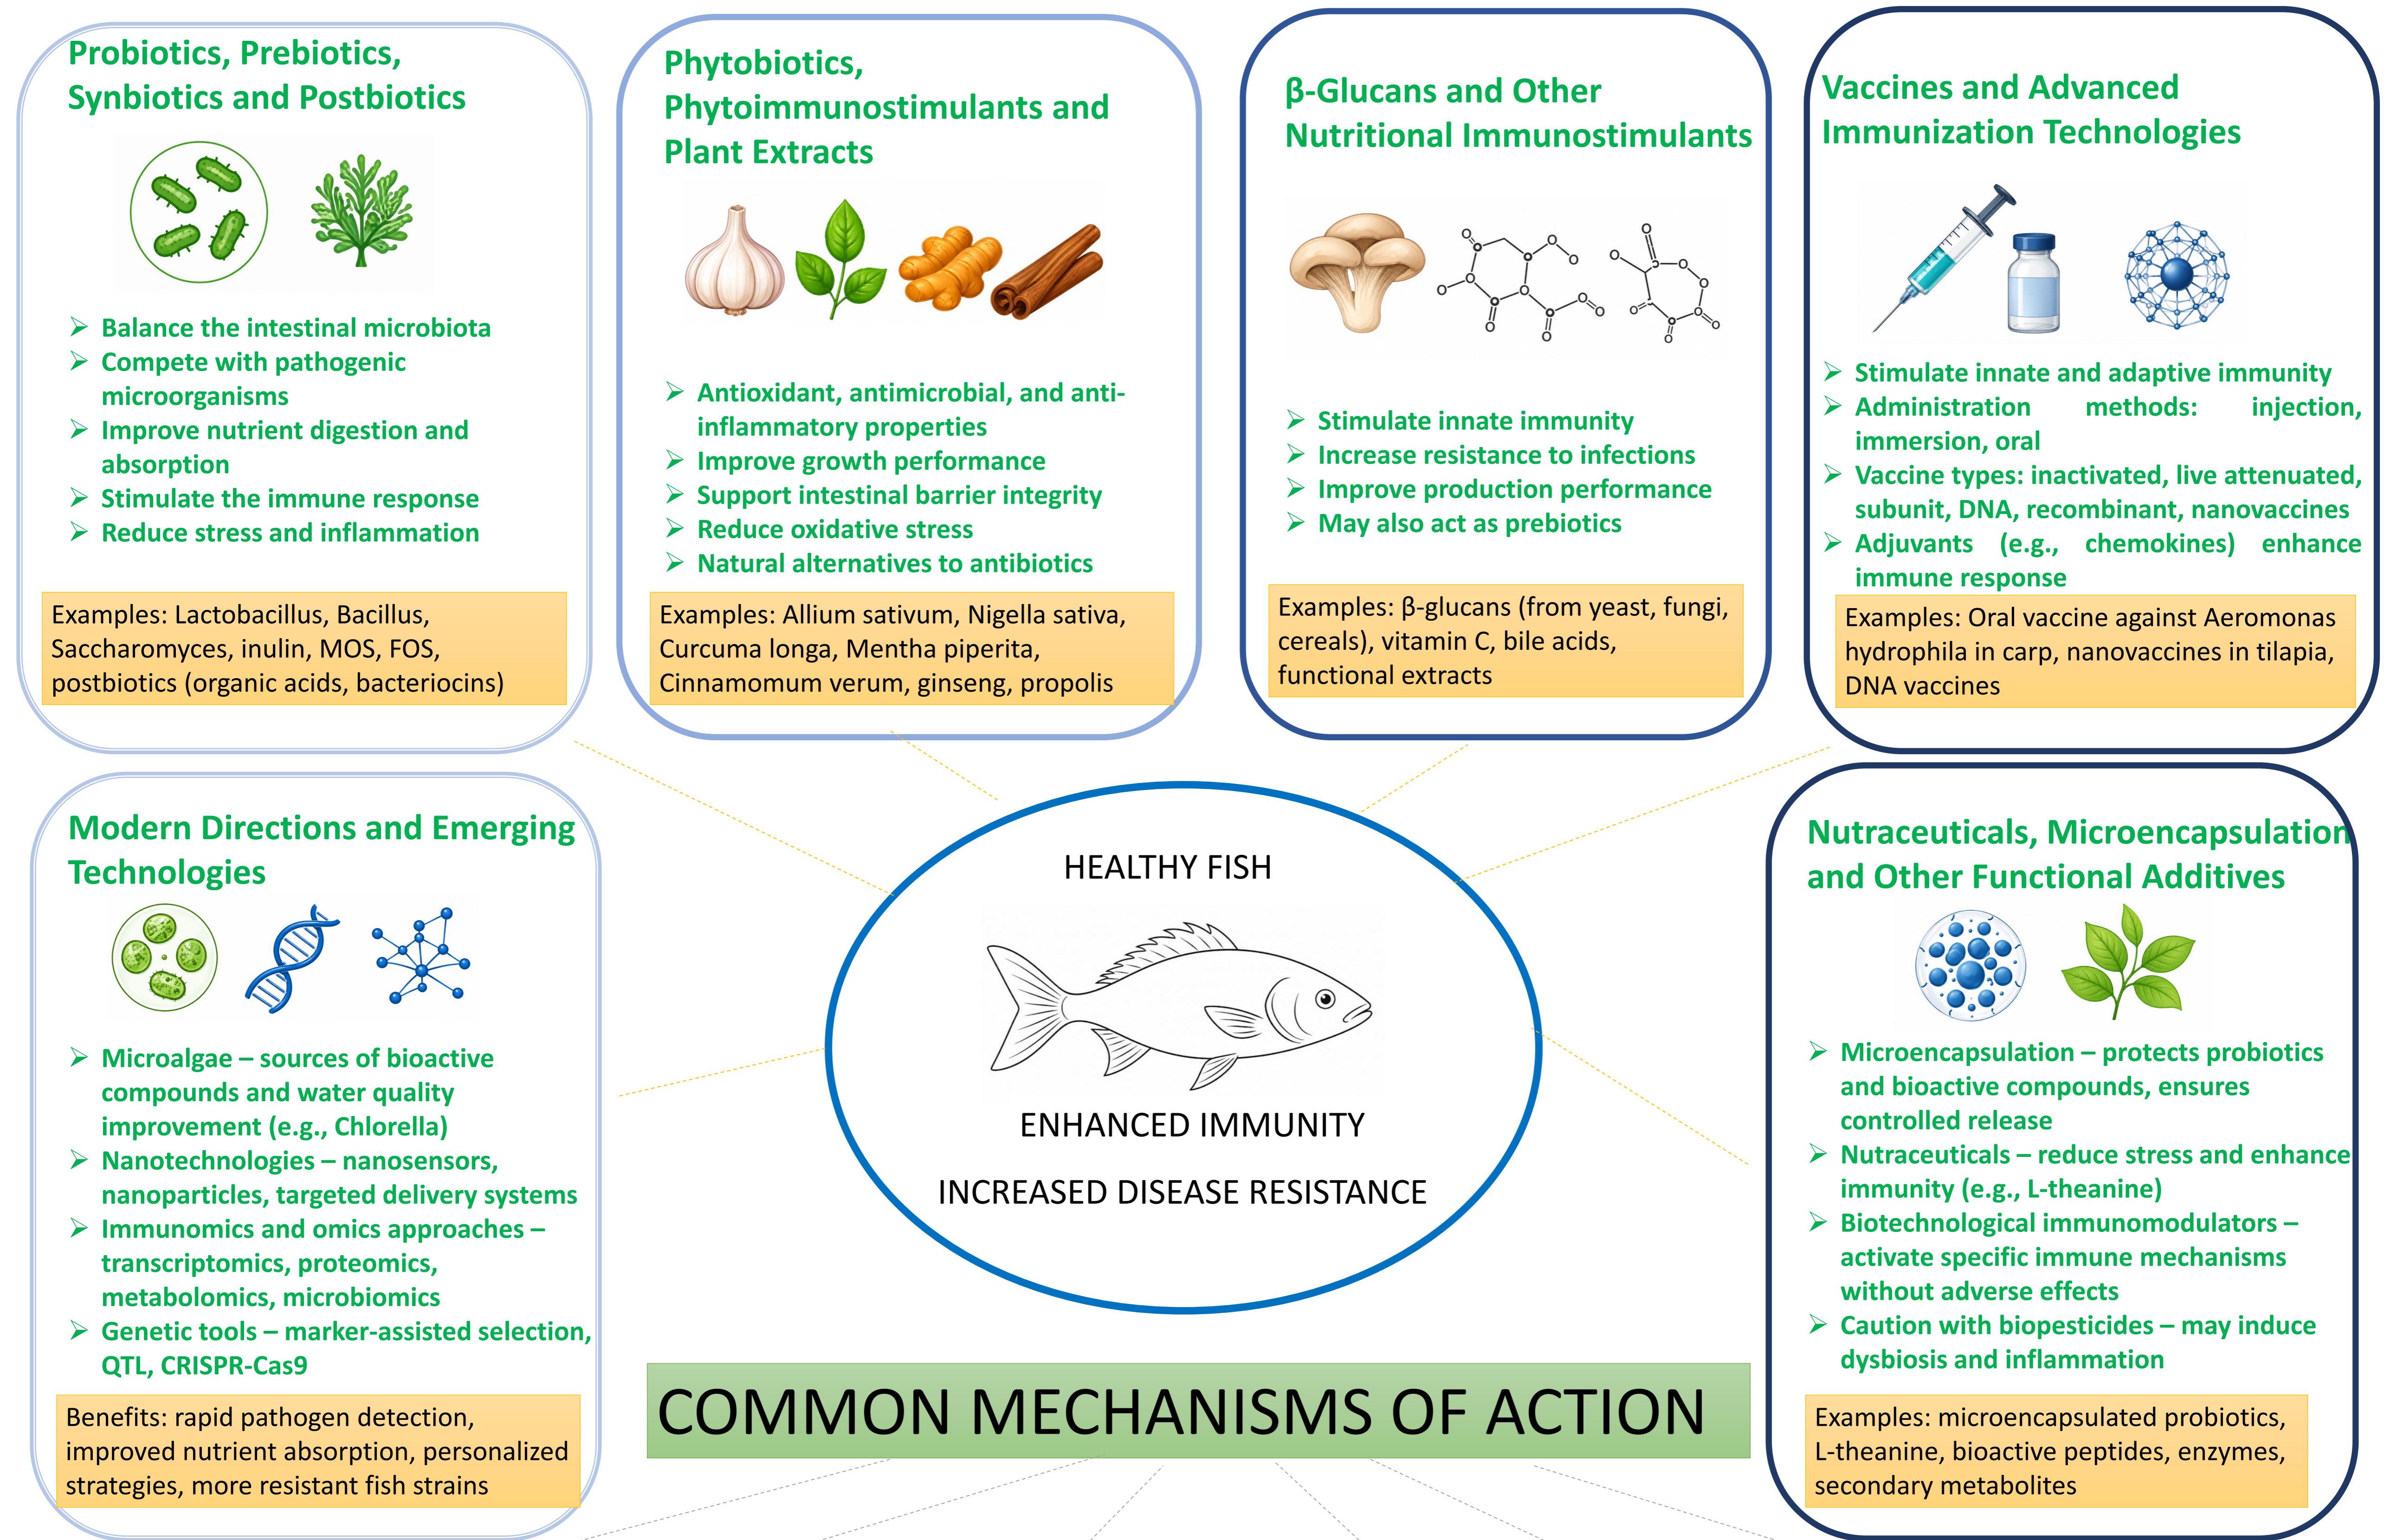 Probiotics, Prebiotics,
Synbiotics and Postbiotics
➢ Balance the intestinal microbiota
➢ Compete with pathogenic
microorganisms
➢ Improve nutrient digestion and
absorption
➢ Stimulate the immune response
➢ Reduce stress and inflammation
Examples: Lactobacillus, Bacillus,
Saccharomyces, inulin, MOS, FOS,
postbiotics (organic acids, bacteriocins)
Phytobiotics,
Phytoimmunostimulants and
Plant Extracts
➢ Antioxidant, antimicrobial, and anti-
inflammatory properties
➢ Improve growth performance
➢ Support intestinal barrier integrity
➢ Reduce oxidative stress
➢ Natural alternatives to antibiotics
Examples: Allium sativum, Nigella sativa,
Curcuma longa, Mentha piperita,
Cinnamomum verum, ginseng, propolis
β-Glucans and Other
Nutritional Immunostimulants
➢ Stimulate innate immunity
➢ Increase resistance to infections
➢ Improve production performance
➢ May also act as prebiotics
Examples: β-glucans (from yeast, fungi,
cereals), vitamin C, bile acids,
functional extracts
Vaccines and Advanced
Immunization Technologies
➢ Stimulate innate and adaptive immunity
➢ Administration methods: injection,
immersion, oral
➢ Vaccine types: inactivated, live attenuated,
subunit, DNA, recombinant, nanovaccines
➢ Adjuvants (e.g., chemokines) enhance
immune response
Examples: Oral vaccine against Aeromonas
hydrophila in carp, nanovaccines in tilapia,
DNA vaccines
Modern Directions and Emerging
Technologies
➢ Microalgae – sources of bioactive
compounds and water quality
improvement (e.g., Chlorella)
➢ Nanotechnologies – nanosensors,
nanoparticles, targeted delivery systems
➢ Immunomics and omics approaches –
transcriptomics, proteomics,
metabolomics, microbiomics
➢ Genetic tools – marker-assisted selection,
QTL, CRISPR-Cas9
Benefits: rapid pathogen detection,
improved nutrient absorption, personalized
strategies, more resistant fish strains
HEALTHY FISH
ENHANCED IMMUNITY
INCREASED DISEASE RESISTANCE
Nutraceuticals, Microencapsulation
and Other Functional Additives
➢ Microencapsulation – protects probiotics
and bioactive compounds, ensures
controlled release
➢ Nutraceuticals – reduce stress and enhance
immunity (e.g., L-theanine)
➢ Biotechnological immunomodulators –
activate specific immune mechanisms
without adverse effects
➢ Caution with biopesticides – may induce
dysbiosis and inflammation
Examples: microencapsulated probiotics,
L-theanine, bioactive peptides, enzymes,
secondary metabolites
COMMON MECHANISMS OF ACTION